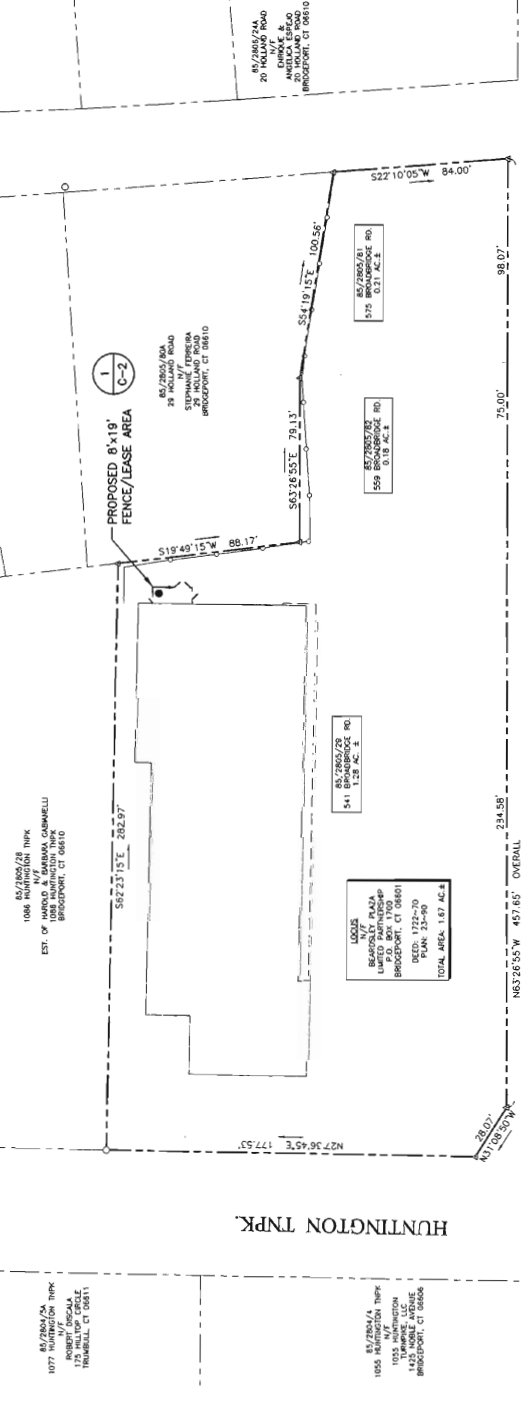 85/2805/24A
20 HOLLAND ROAD
N/F
ENRIQUE &
ANGELICA ESPEJO
20 HOLLAND ROAD
BRIDGEPORT, CT 06610
S22°10'05"W 84.00'
S54°19'15"E 100.56'
85/2805/81
575 BROADBRIDGE RD.
0.21 AC.±
98.07'
1
C-2
PROPOSED 8'x19'
FENCE/LEASE AREA
85/2805/80A
29 HOLLAND ROAD
N/F
STEPHANIE FERREIRA
29 HOLLAND ROAD
BRIDGEPORT, CT 06610
S63°26'55"E 79.13'
85/2805/82
559 BROADBRIDGE RD.
0.18 AC.±
75.00'
S19°49'15"W 88.17'
85/2805/28
1086 HUNTINGTON TNPK
N/F
EST. OF HAROLD & BARBARA GABIANELLI
1088 HUNTINGTON TNPK
BRIDGEPORT, CT 06610
S62°23'15"E 282.97'
85/2805/29
541 BROADBRIDGE RD.
1.28 AC.±
234.58'
LOCUS
N/F
BEARDSLEY PLAZA
LIMITED PARTNERSHIP
P.O. BOX 1700
BRIDGEPORT, CT 06601
DEED: 1722-70
PLAN: 23-90
TOTAL AREA: 1.67 AC.±
N63°26'55"W 457.65' OVERALL
N27°36'45"E 177.53'
28.07'
N31°08'50"W
HUNTINGTON TNPK.
85/2804/5A
1077 HUNTINGTON TNPK
N/F
ROBERT DISCALA
175 HILLTOP CIRCLE
TRUMBULL, CT 06611
85/2804/4
1055 HUNTINGTON TNPK
N/F
1055 HUNTINGTON
TURNPIKE, LLC
1425 NOBLE AVENUE
BRIDGEPORT, CT 06606